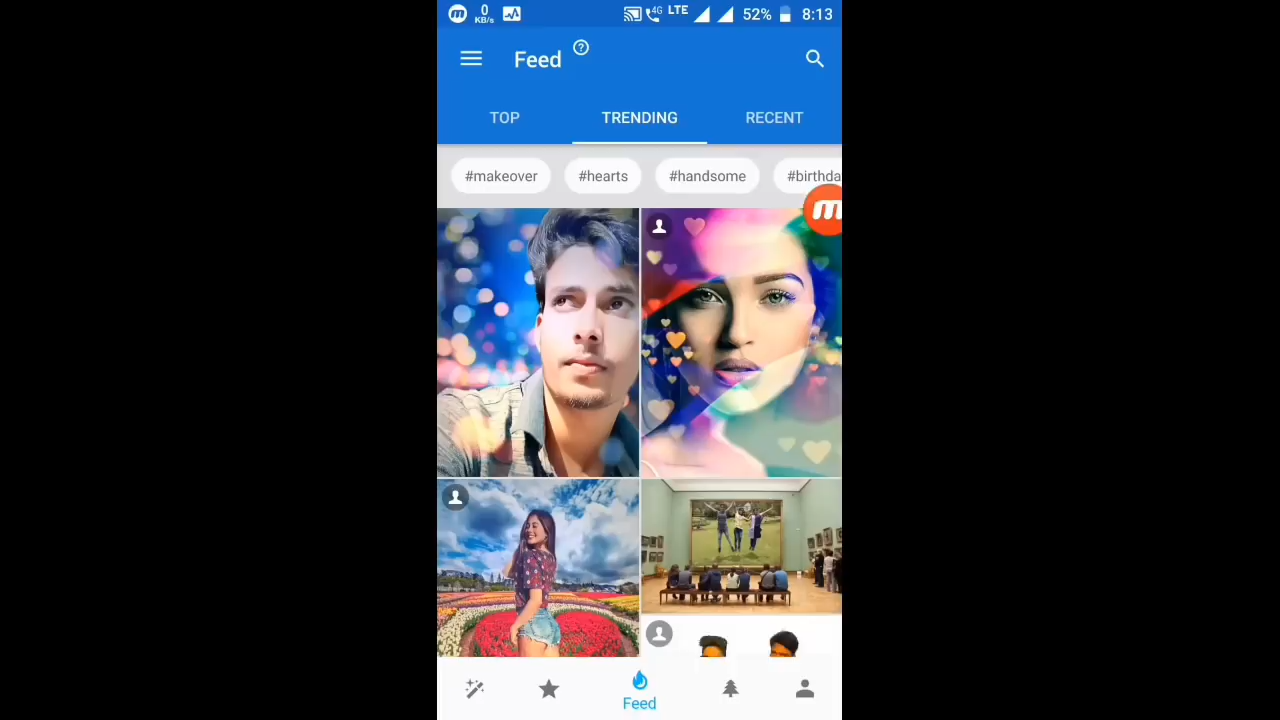 m 0 KB/s 4G LTE 52% 8:13
Feed ?
TOP TRENDING RECENT
#makeover #hearts #handsome #birthda
m
Feed